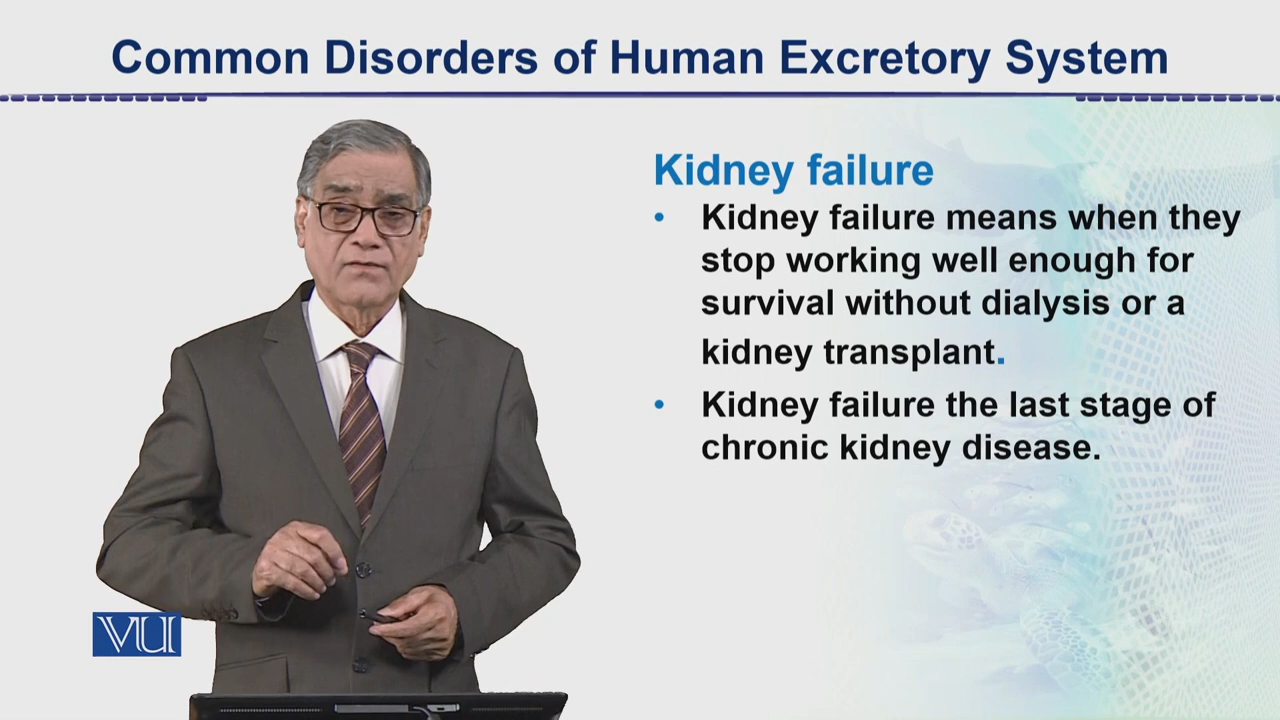 Common Disorders of Human Excretory System
Kidney failure
• Kidney failure means when they
stop working well enough for
survival without dialysis or a
kidney transplant.
• Kidney failure the last stage of
chronic kidney disease.
VU